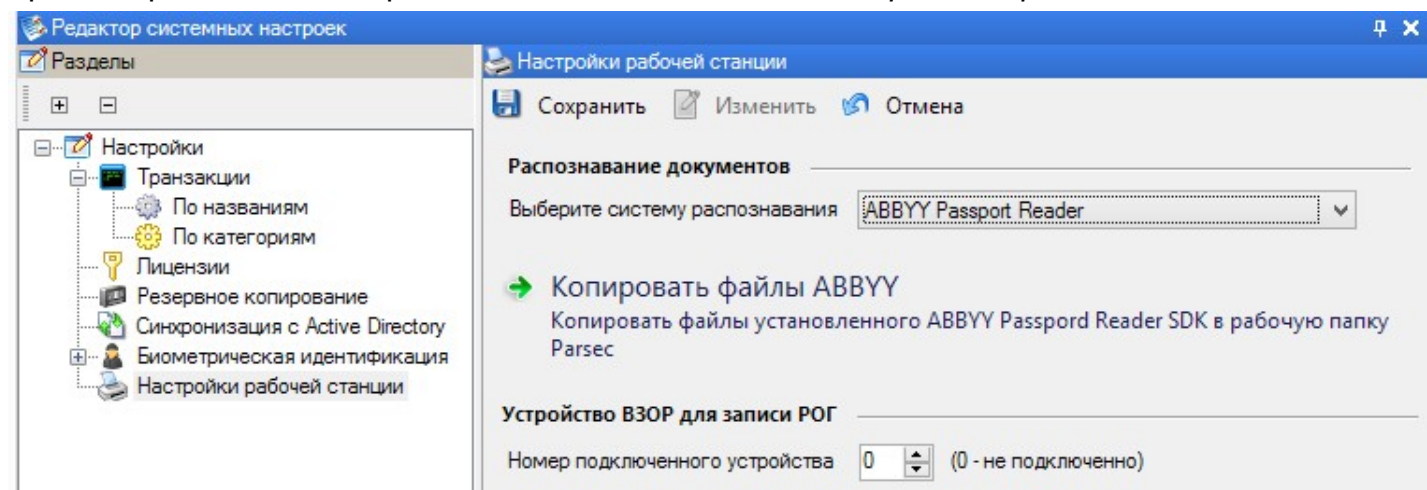 Редактор системных настроек
Разделы
Настройки
Транзакции
По названиям
По категориям
Лицензии
Резервное копирование
Синхронизация с Active Directory
Биометрическая идентификация
Настройки рабочей станции
Настройки рабочей станции
Сохранить Изменить Отмена
Распознавание документов
Выберите систему распознавания ABBYY Passport Reader
Копировать файлы ABBYY
Копировать файлы установленного ABBYY Passpord Reader SDK в рабочую папку
Parsec
Устройство ВЗОР для записи РОГ
Номер подключенного устройства 0 (0 - не подключенно)